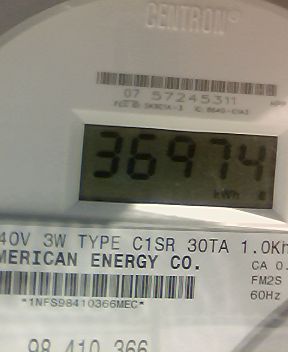 CENTRON®
07 57245311
36974
kWh
40V 3W TYPE C1SR 30TA 1.0Kh
MERICAN ENERGY CO.
CA 0.
FM2S
60Hz
*1NFS98410366MEC*
98 410 366